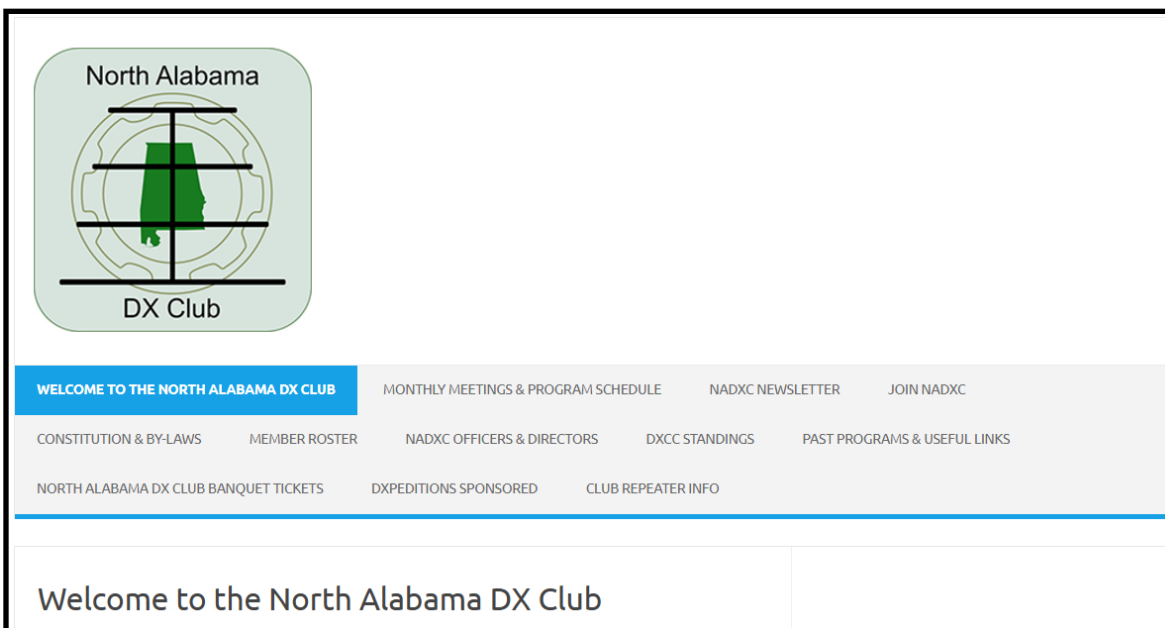 North Alabama
DX Club
WELCOME TO THE NORTH ALABAMA DX CLUB MONTHLY MEETINGS & PROGRAM SCHEDULE NADXC NEWSLETTER JOIN NADXC
CONSTITUTION & BY-LAWS MEMBER ROSTER NADXC OFFICERS & DIRECTORS DXCC STANDINGS PAST PROGRAMS & USEFUL LINKS
NORTH ALABAMA DX CLUB BANQUET TICKETS DXPEDITIONS SPONSORED CLUB REPEATER INFO
Welcome to the North Alabama DX Club